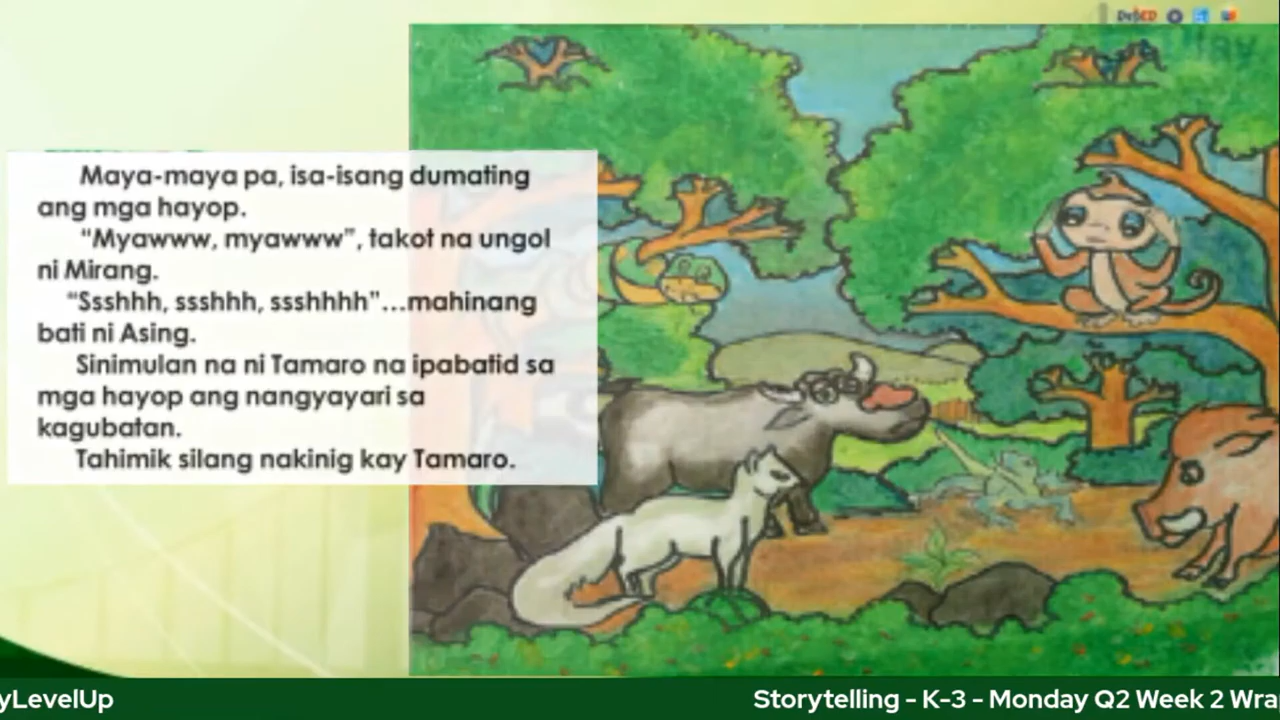 Maya-maya pa, isa-isang dumating
ang mga hayop.
“Myawww, myawww”, takot na ungol
ni Mirang.
“Ssshhh, ssshhh, ssshhhh”...mahinang
bati ni Asing.
Sinimulan na ni Tamaro na ipabatid sa
mga hayop ang nangyayari sa
kagubatan.
Tahimik silang nakinig kay Tamaro.
yLevelUp
Storytelling - K-3 - Monday Q2 Week 2 Wra